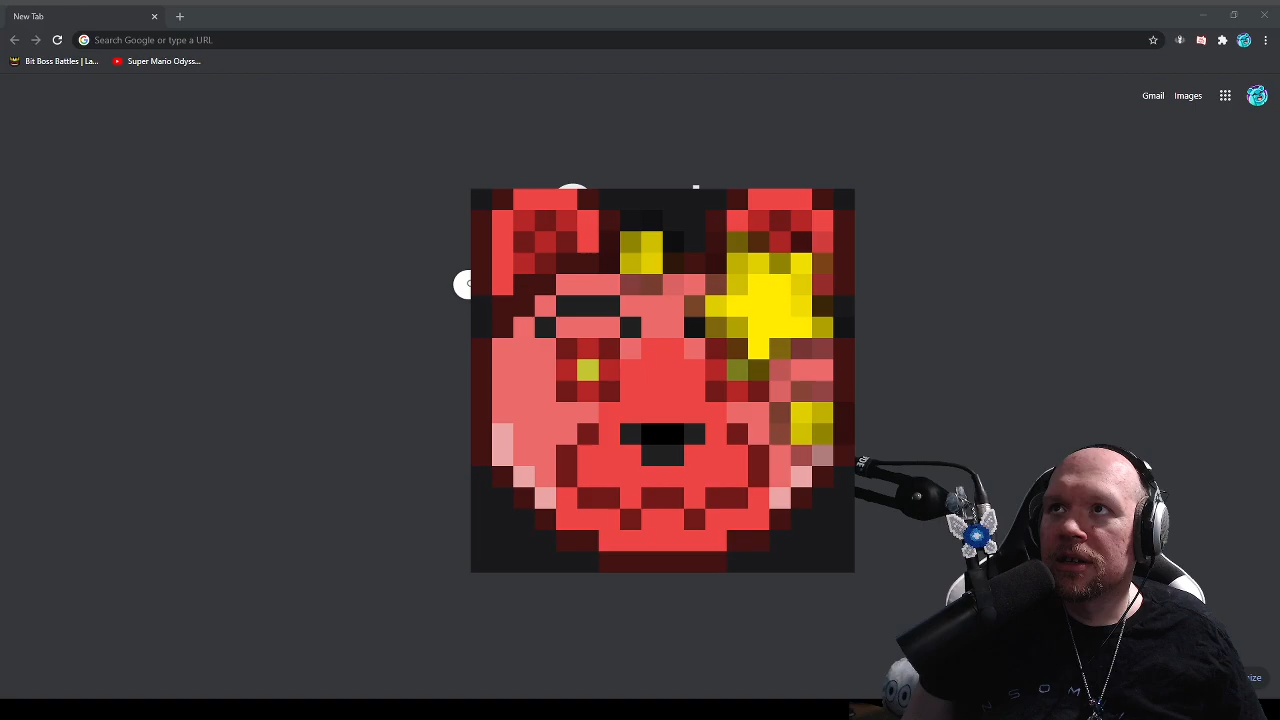 New Tab
Search Google or type a URL
Bit Boss Battles | La...
Super Mario Odyss...
Gmail
Images